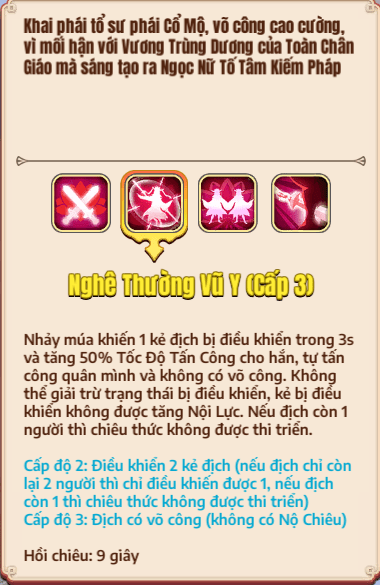 Khai phái tổ sư phái Cổ Mộ, võ công cao cường,
vì mối hận với Vương Trùng Dương của Toàn Chân
Giáo mà sáng tạo ra Ngọc Nữ Tố Tâm Kiếm Pháp
Nghê Thường Vũ Y (Cấp 3)
Nhảy múa khiến 1 kẻ địch bị điều khiển trong 3s
và tăng 50% Tốc Độ Tấn Công cho hắn, tự tấn
công quân mình và không có võ công. Không
thể giải trừ trạng thái bị điều khiển, kẻ bị điều
khiển không được tăng Nội Lực. Nếu địch còn 1
người thì chiêu thức không được thi triển.
Cấp độ 2: Điều khiển 2 kẻ địch (nếu địch chỉ còn
lại 2 người thì chỉ điều khiển được 1, nếu địch
còn 1 thì chiêu thức không được thi triển)
Cấp độ 3: Địch có võ công (không có Nộ Chiêu)
Hồi chiêu: 9 giây